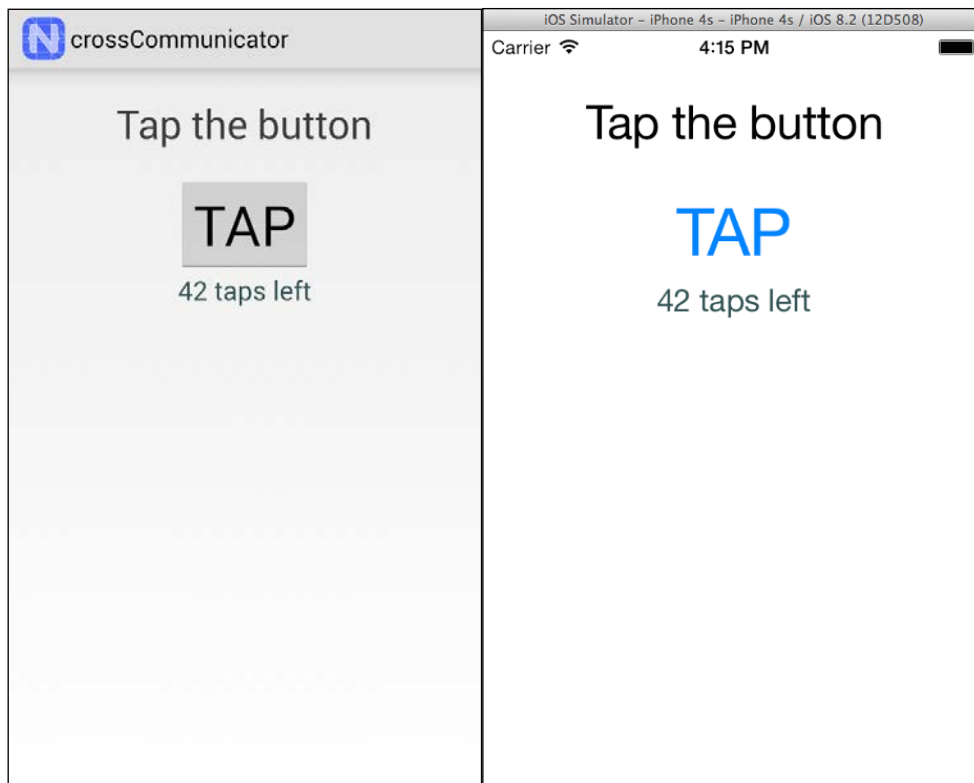 crossCommunicator
Tap the button
TAP
42 taps left
iOS Simulator – iPhone 4s – iPhone 4s / iOS 8.2 (12D508)
Carrier 4:15 PM
Tap the button
TAP
42 taps left